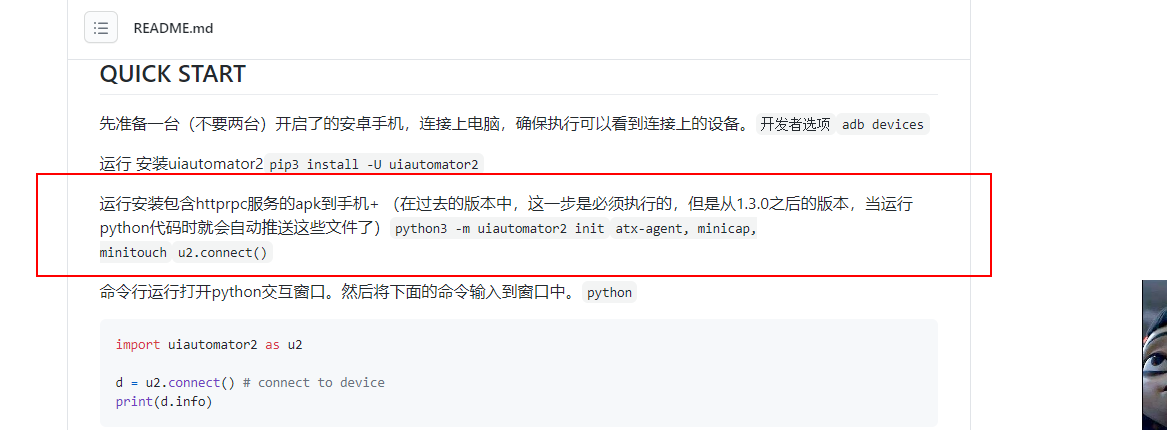 README.md
QUICK START
先准备一台（不要两台）开启了的安卓手机，连接上电脑，确保执行可以看到连接上的设备。 开发者选项 adb devices
运行 安装uiautomator2 pip3 install -U uiautomator2
运行安装包含httprpc服务的apk到手机+ （在过去的版本中，这一步是必须执行的，但是从1.3.0之后的版本，当运行
python代码时就会自动推送这些文件了） python3 -m uiautomator2 init atx-agent, minicap,
minitouch u2.connect()
命令行运行打开python交互窗口。然后将下面的命令输入到窗口中。 python
import uiautomator2 as u2
d = u2.connect() # connect to device
print(d.info)